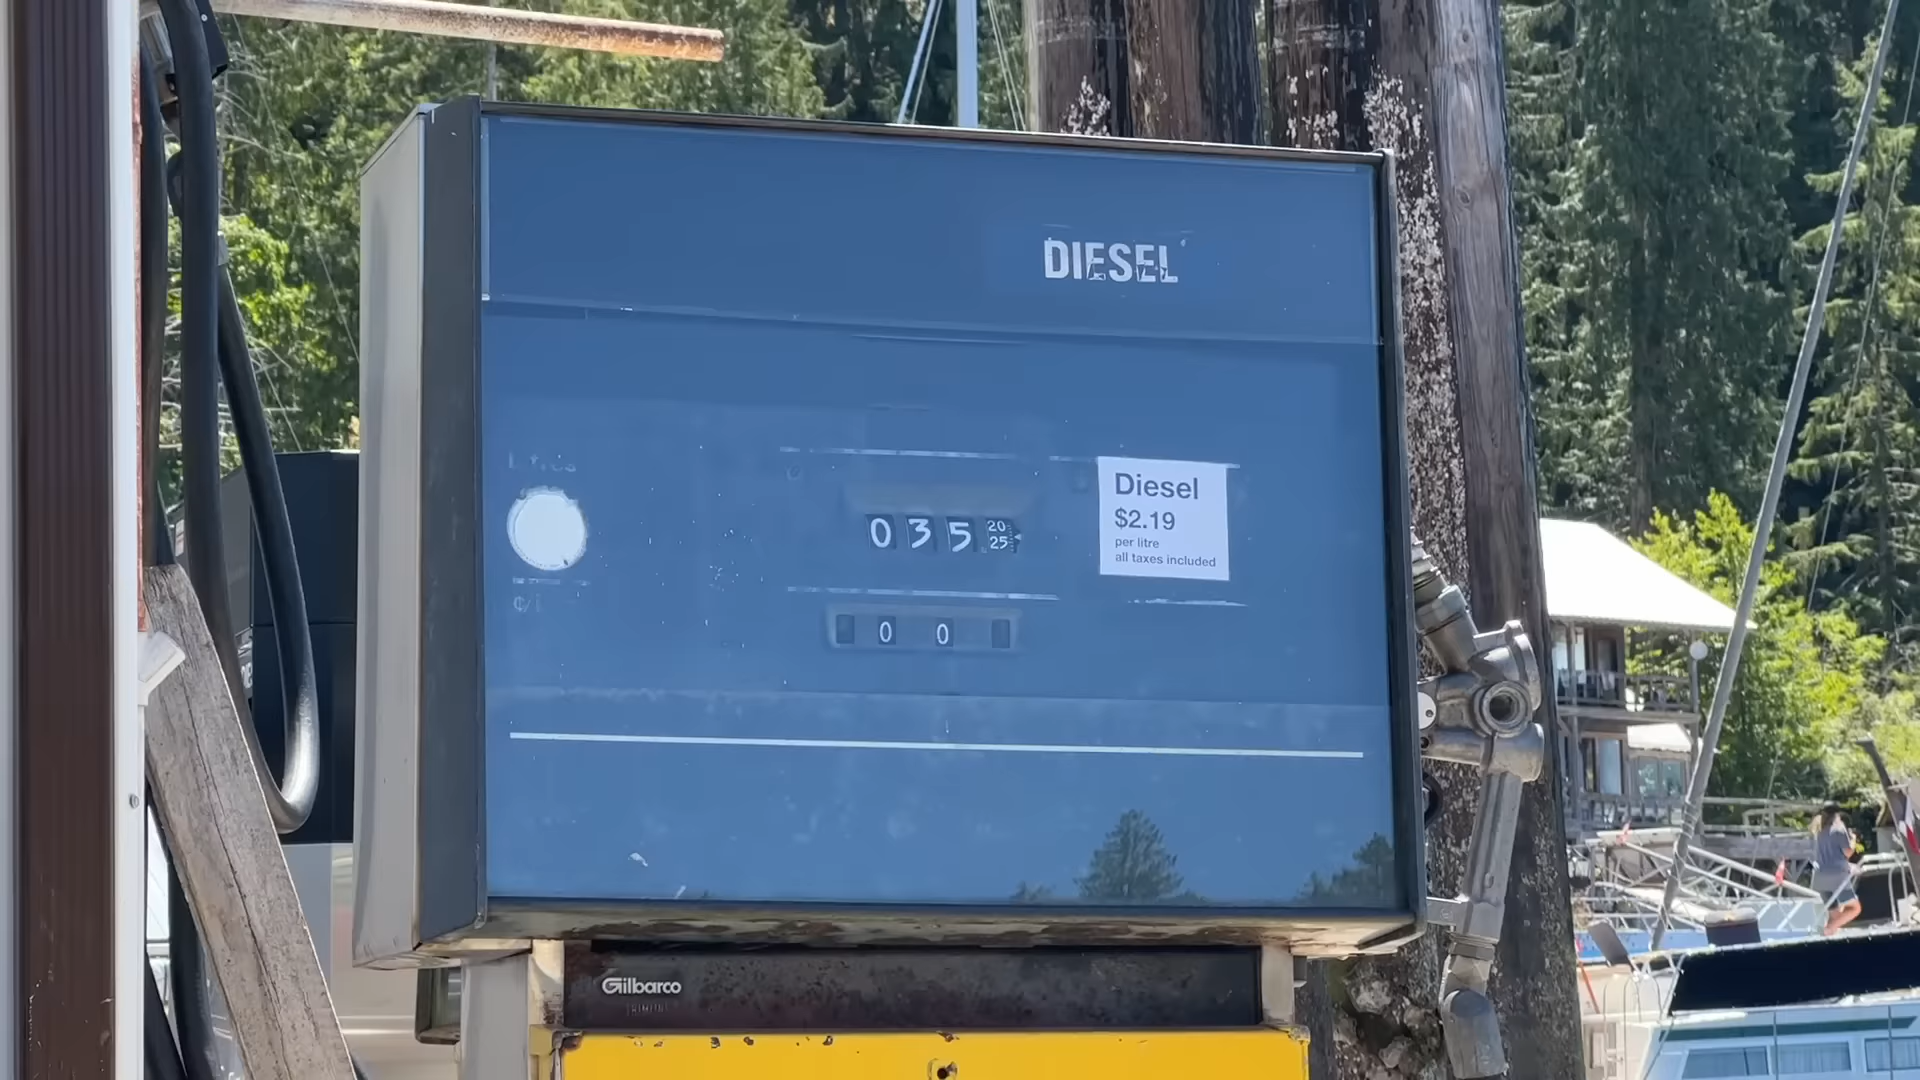 DIESEL
Diesel
$2.19
per litre
all taxes included
035 20
25
0 0
Gilbarco